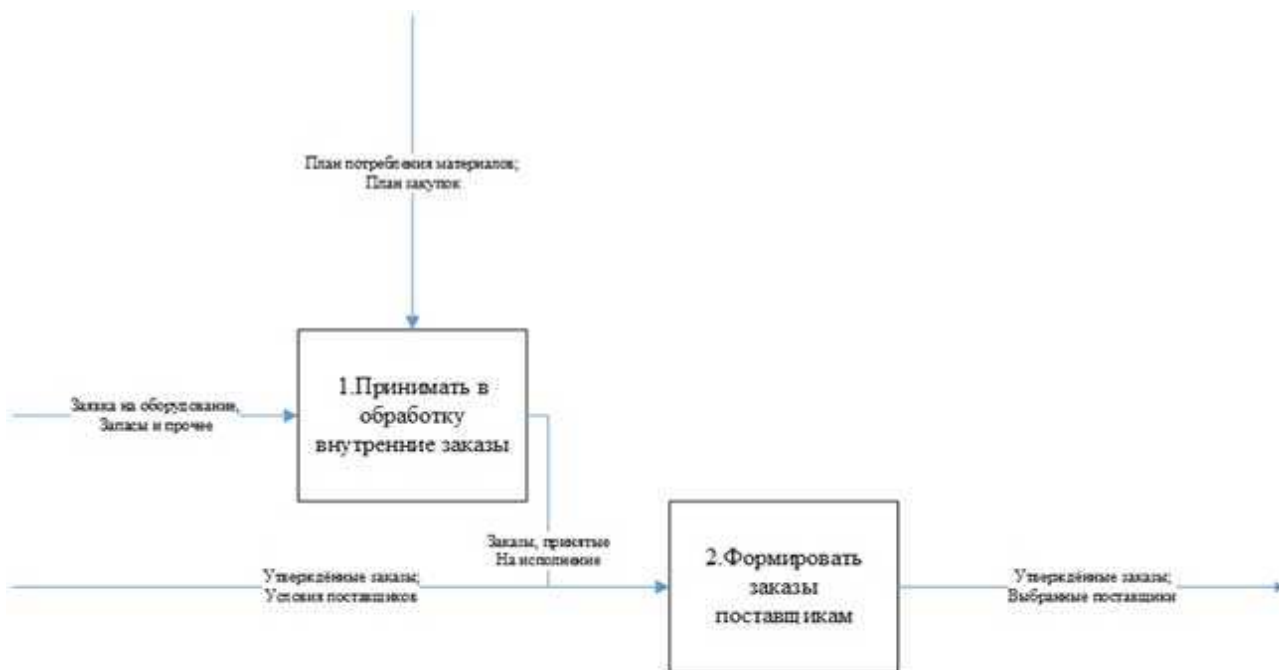 План потребления материалов;
План закупок
1.Принимать в
обработку
внутренние заказы
Заявка на оборудование,
Запасы и прочее
Заказы, принятые
На исполнение
Утверждённые заказы;
Условия поставщиков
2.Формировать
заказы
поставщикам
Утверждённые заказы;
Выбранные поставщики